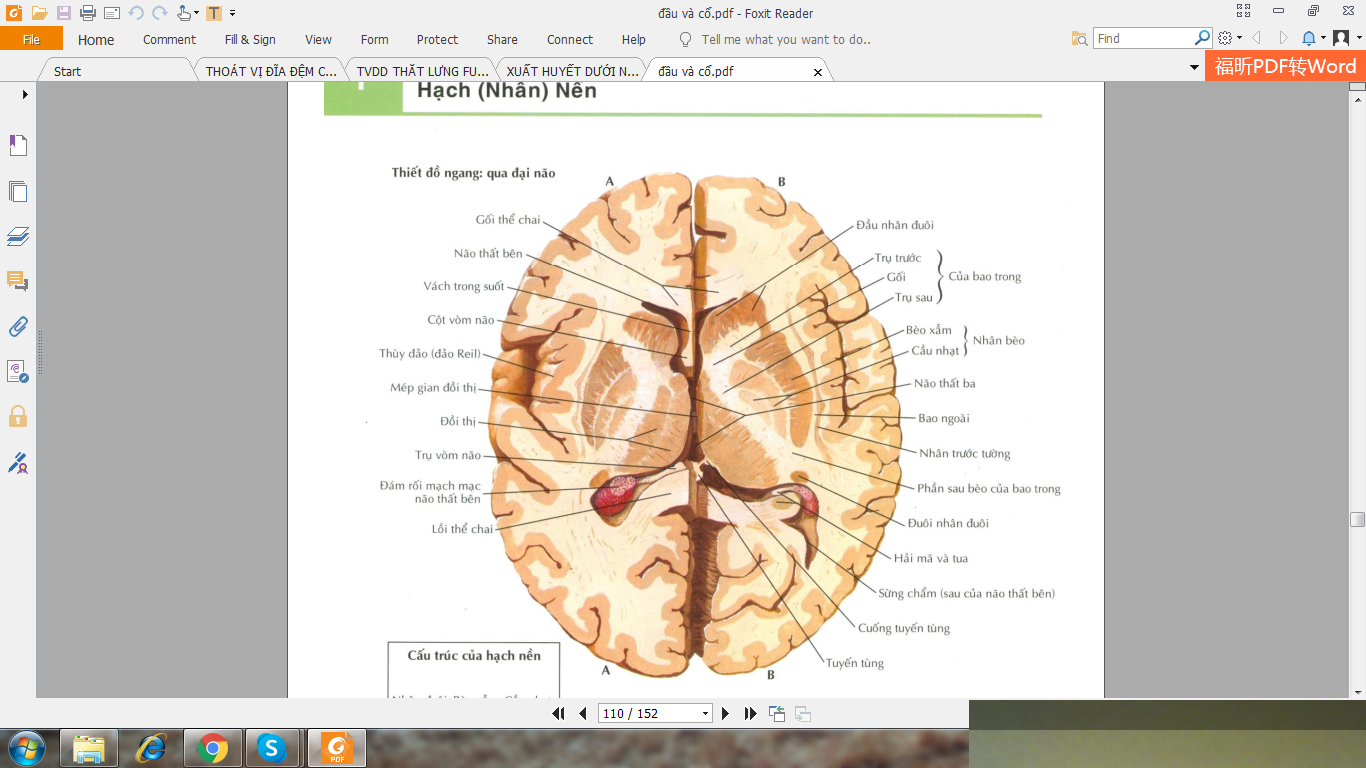 đầu và cổ.pdf - Foxit Reader
File Home Comment Fill & Sign View Form Protect Share Connect Help Tell me what you want to do.. Find
Start THOÁT VỊ ĐĨA ĐỆM C... TVDD THẮT LƯNG FU... XUẤT HUYẾT DƯỚI N... đầu và cổ.pdf
福昕PDF转Word
Hạch (Nhân) Nền
Thiết đồ ngang: qua đại não
A
B
Gối thể chai
Não thất bên
Vách trong suốt
Cột vòm não
Thùy đảo (đảo Reil)
Mép gian đồi thị
Đồi thị
Trụ vòm não
Đám rối mạch mạc
não thất bên
Lồi thể chai
Đầu nhân đuôi
Trụ trước
Gối
Trụ sau
Của bao trong
Bèo xẫm
Cầu nhạt
Nhân bèo
Não thất ba
Bao ngoài
Nhân trước tường
Phần sau bèo của bao trong
Đuôi nhân đuôi
Hải mã và tua
Sừng chẩm (sau của não thất bên)
Cuống tuyến tùng
Tuyến tùng
A
B
Cấu trúc của hạch nền
110 / 152
PDF